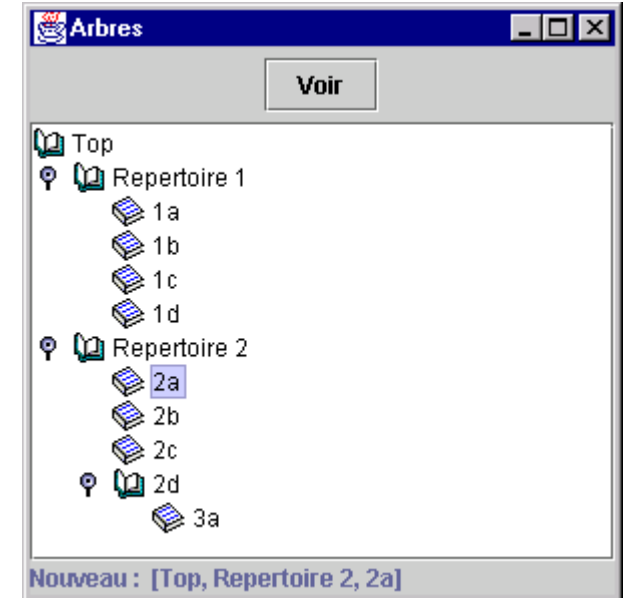 Arbres
Voir
Top
Repertoire 1
1a
1b
1c
1d
Repertoire 2
2a
2b
2c
2d
3a
Nouveau : [Top, Repertoire 2, 2a]